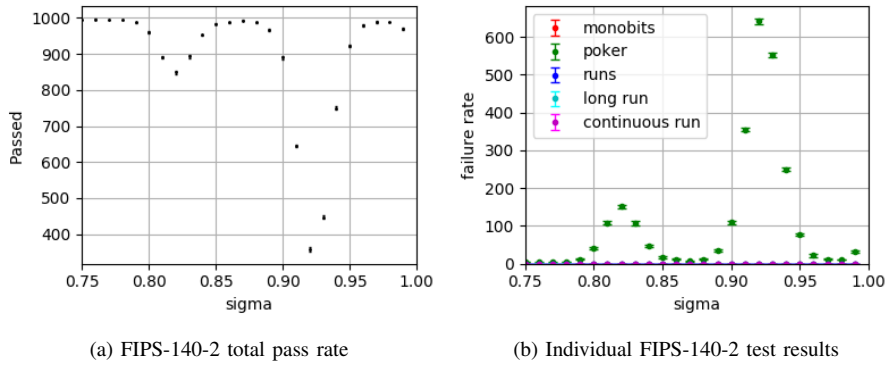 1000
900
800
700
600
500
400
Passed
0.75 0.80 0.85 0.90 0.95 1.00
sigma
(a) FIPS-140-2 total pass rate
600
500
400
300
200
100
0
failure rate
monobits
poker
runs
long run
continuous run
0.75 0.80 0.85 0.90 0.95 1.00
sigma
(b) Individual FIPS-140-2 test results